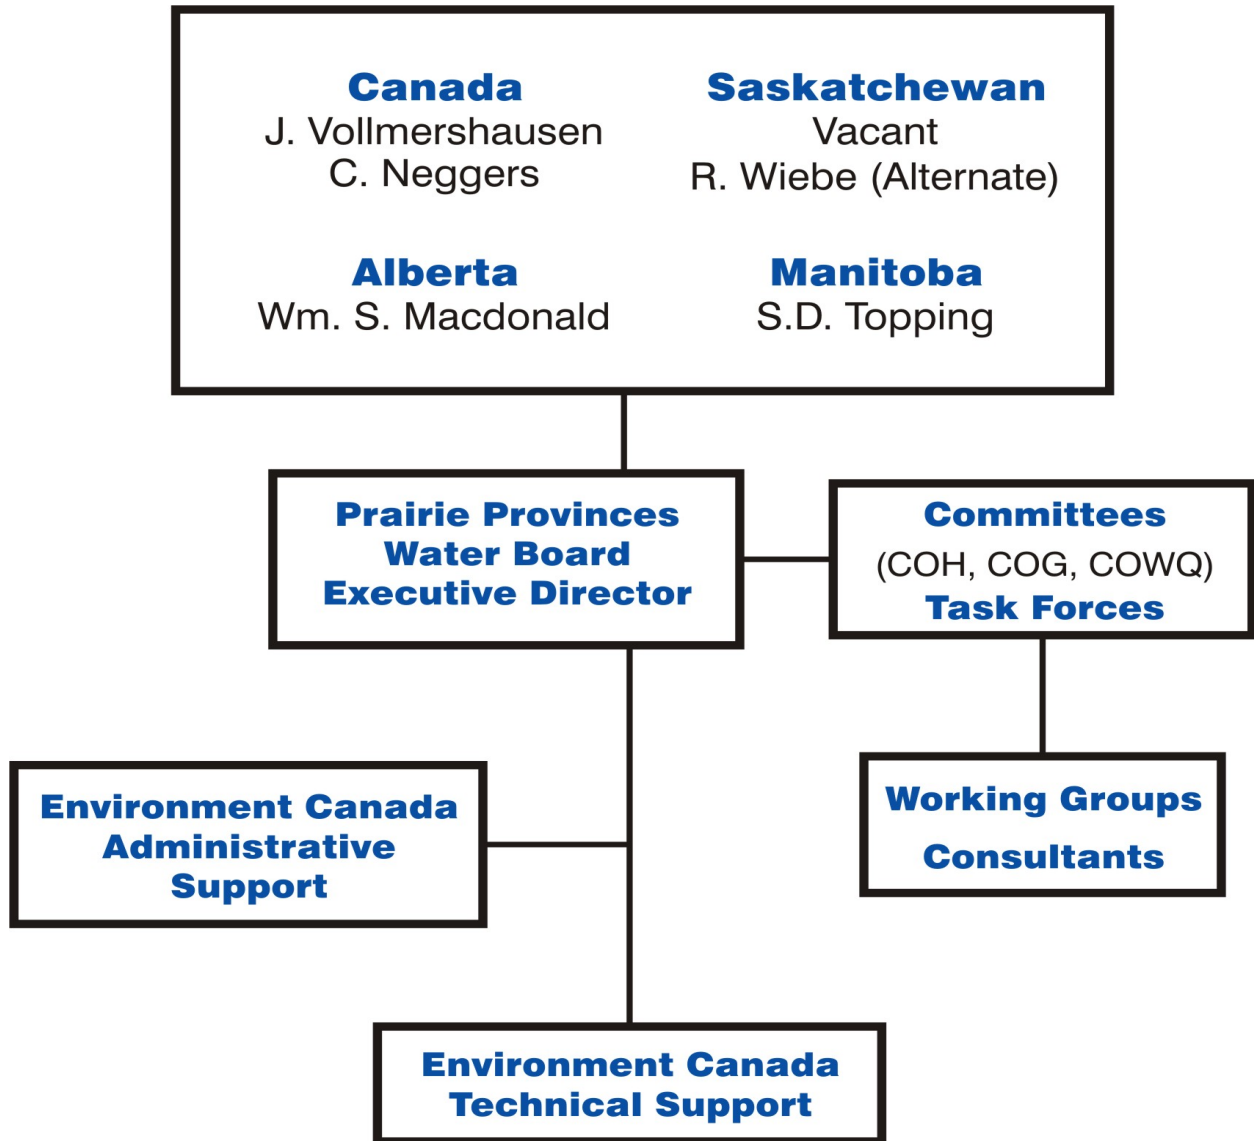 Canada
J. Vollmershausen
C. Neggers
Saskatchewan
Vacant
R. Wiebe (Alternate)
Alberta
Wm. S. Macdonald
Manitoba
S.D. Topping
Prairie Provinces
Water Board
Executive Director
Committees
(COH, COG, COWQ)
Task Forces
Environment Canada
Administrative
Support
Working Groups
Consultants
Environment Canada
Technical Support